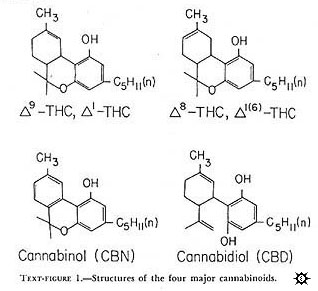 CH₃ CH₃
OH OH
O C₅H₁₁(n) O C₅H₁₁(n)
Δ⁹-THC, Δ¹-THC Δ⁸-THC, Δ¹⁽⁶⁾-THC
CH₃ CH₃
OH OH
O C₅H₁₁(n) OH C₅H₁₁(n)
Cannabinol (CBN) Cannabidiol (CBD)
TEXT-FIGURE 1.—Structures of the four major cannabinoids.